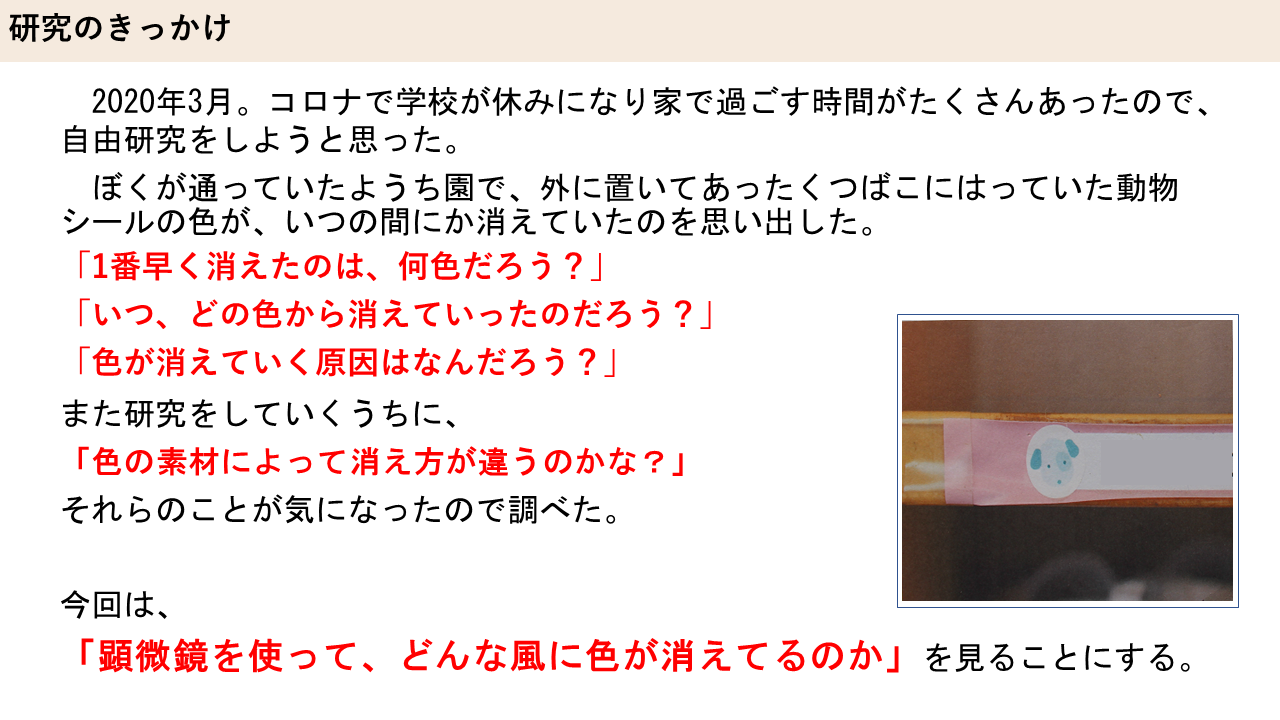 研究のきっかけ
　2020年3月。コロナで学校が休みになり家で過ごす時間がたくさんあったので、
自由研究をしようと思った。
　ぼくが通っていたようち園で、外に置いてあったくつばこにはっていた動物
シールの色が、いつの間にか消えていたのを思い出した。
「1番早く消えたのは、何色だろう？」
「いつ、どの色から消えていったのだろう？」
「色が消えていく原因はなんだろう？」
また研究をしていくうちに、
「色の素材によって消え方が違うのかな？」
それらのことが気になったので調べた。
今回は、
「顕微鏡を使って、どんな風に色が消えてるのか」を見ることにする。